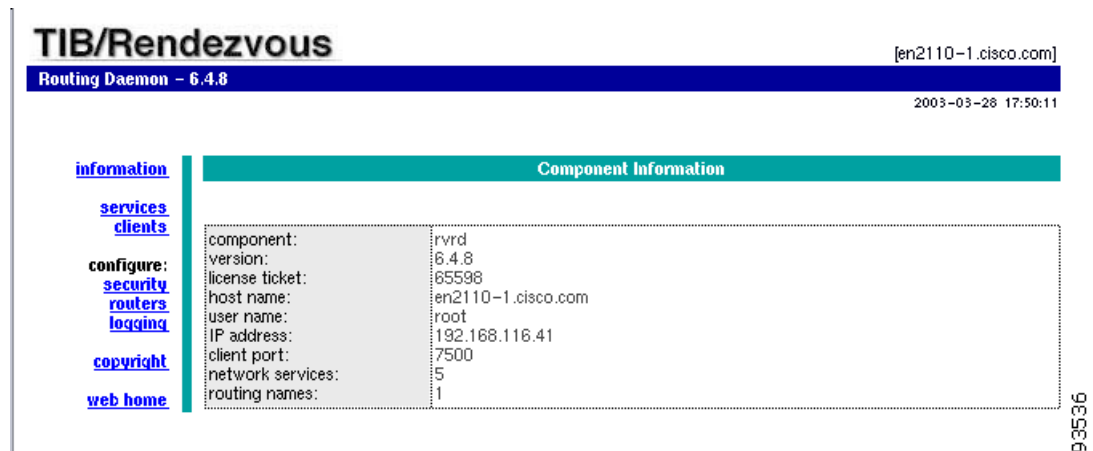 TIB/Rendezvous
[en2110-1.cisco.com]
Routing Daemon - 6.4.8
2003-03-28 17:50:11
information
services
clients
configure:
security
routers
logging
copyright
web home
Component Information
component: rvrd
version: 6.4.8
license ticket: 65598
host name: en2110-1.cisco.com
user name: root
IP address: 192.168.116.41
client port: 7500
network services: 5
routing names: 1
93536